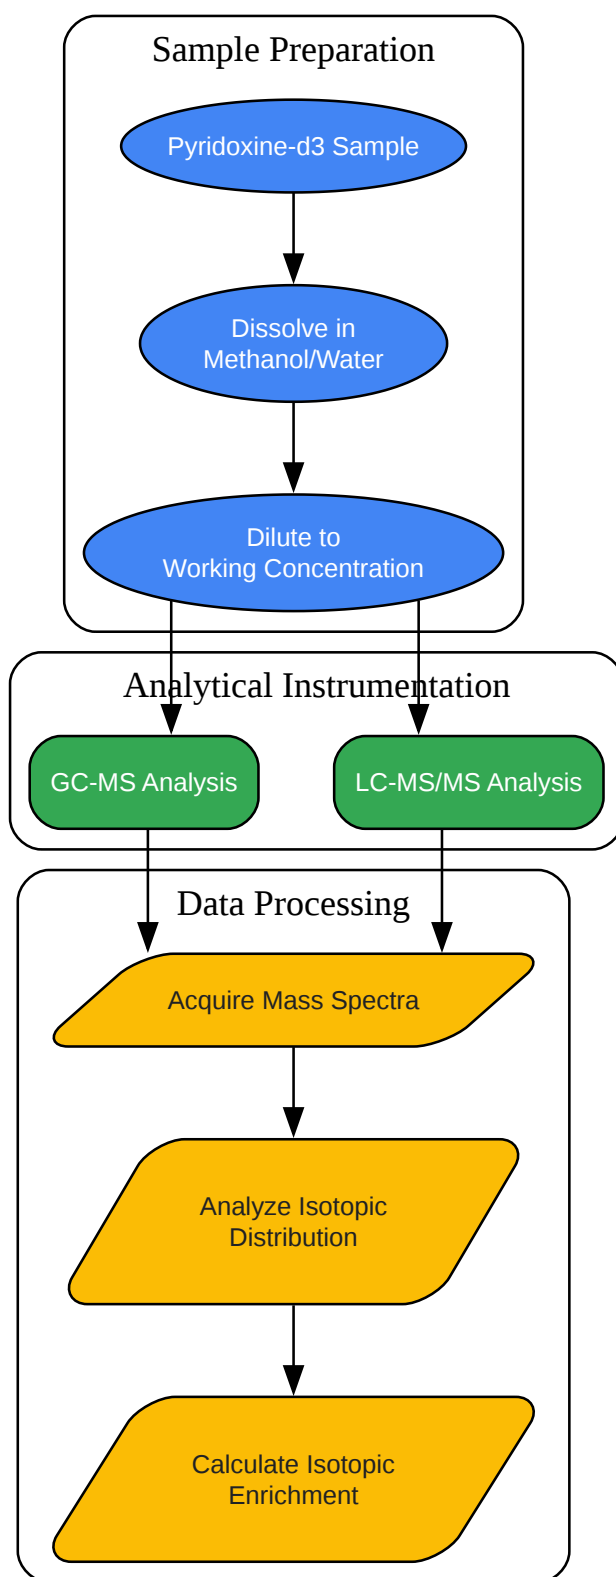 Sample Preparation
Pyridoxine-d3 Sample
Dissolve in
Methanol/Water
Dilute to
Working Concentration
Analytical Instrumentation
GC-MS Analysis
LC-MS/MS Analysis
Data Processing
Acquire Mass Spectra
Analyze Isotopic
Distribution
Calculate Isotopic
Enrichment